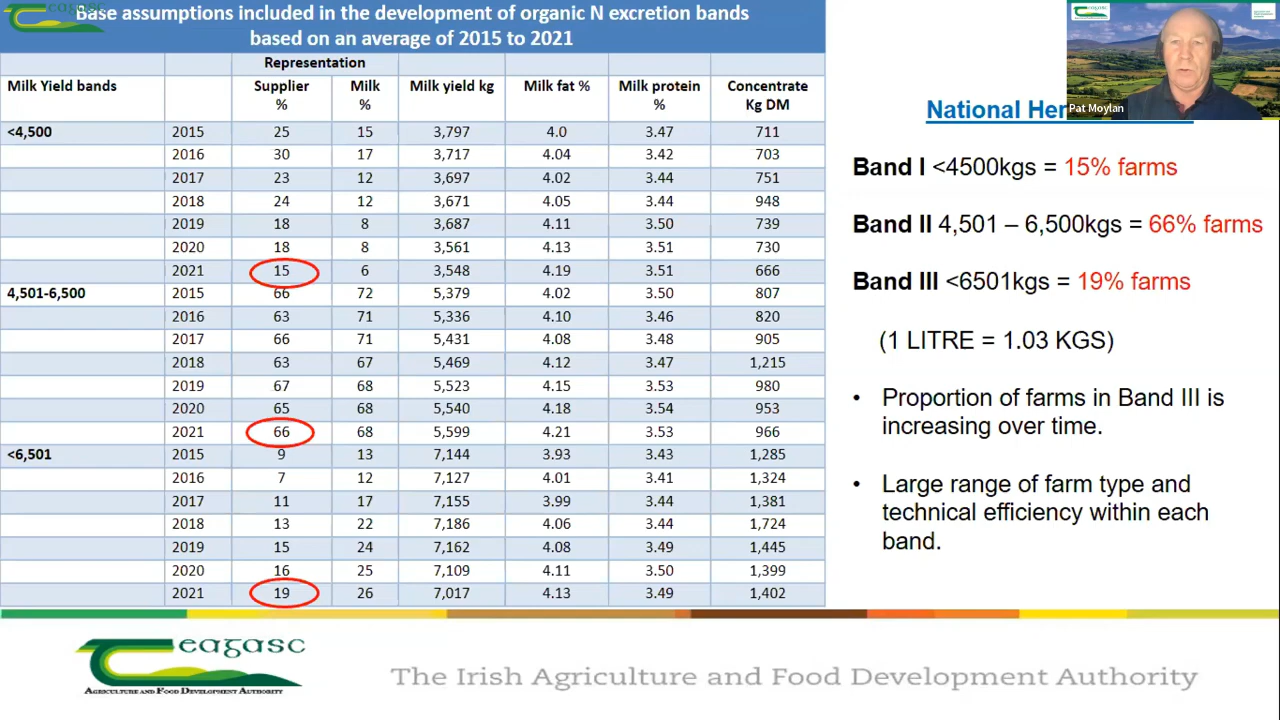 Base assumptions included in the development of organic N excretion bands
based on an average of 2015 to 2021
Representation
Milk Yield bands Supplier % Milk % Milk yield kg Milk fat % Milk protein % Concentrate Kg DM
<4,500 2015 25 15 3,797 4.0 3.47 711
2016 30 17 3,717 4.04 3.42 703
2017 23 12 3,697 4.02 3.44 751
2018 24 12 3,671 4.05 3.44 948
2019 18 8 3,687 4.11 3.50 739
2020 18 8 3,561 4.13 3.51 730
2021 15 6 3,548 4.19 3.51 666
4,501-6,500 2015 66 72 5,379 4.02 3.50 807
2016 63 71 5,336 4.10 3.46 820
2017 66 71 5,431 4.08 3.48 905
2018 63 67 5,469 4.12 3.47 1,215
2019 67 68 5,523 4.15 3.53 980
2020 65 68 5,540 4.18 3.54 953
2021 66 68 5,599 4.21 3.53 966
<6,501 2015 9 13 7,144 3.93 3.43 1,285
2016 7 12 7,127 4.01 3.41 1,324
2017 11 17 7,155 3.99 3.44 1,381
2018 13 22 7,186 4.06 3.44 1,724
2019 15 24 7,162 4.08 3.49 1,445
2020 16 25 7,109 4.11 3.50 1,399
2021 19 26 7,017 4.13 3.49 1,402
Pat Moylan
National Her
Band I <4500kgs = 15% farms
Band II 4,501 – 6,500kgs = 66% farms
Band III <6501kgs = 19% farms
(1 LITRE = 1.03 KGS)
• Proportion of farms in Band III is
increasing over time.
• Large range of farm type and
technical efficiency within each
band.
eagasc
AGRICULTURE AND FOOD DEVELOPMENT AUTHORITY
The Irish Agriculture and Food Development Authority